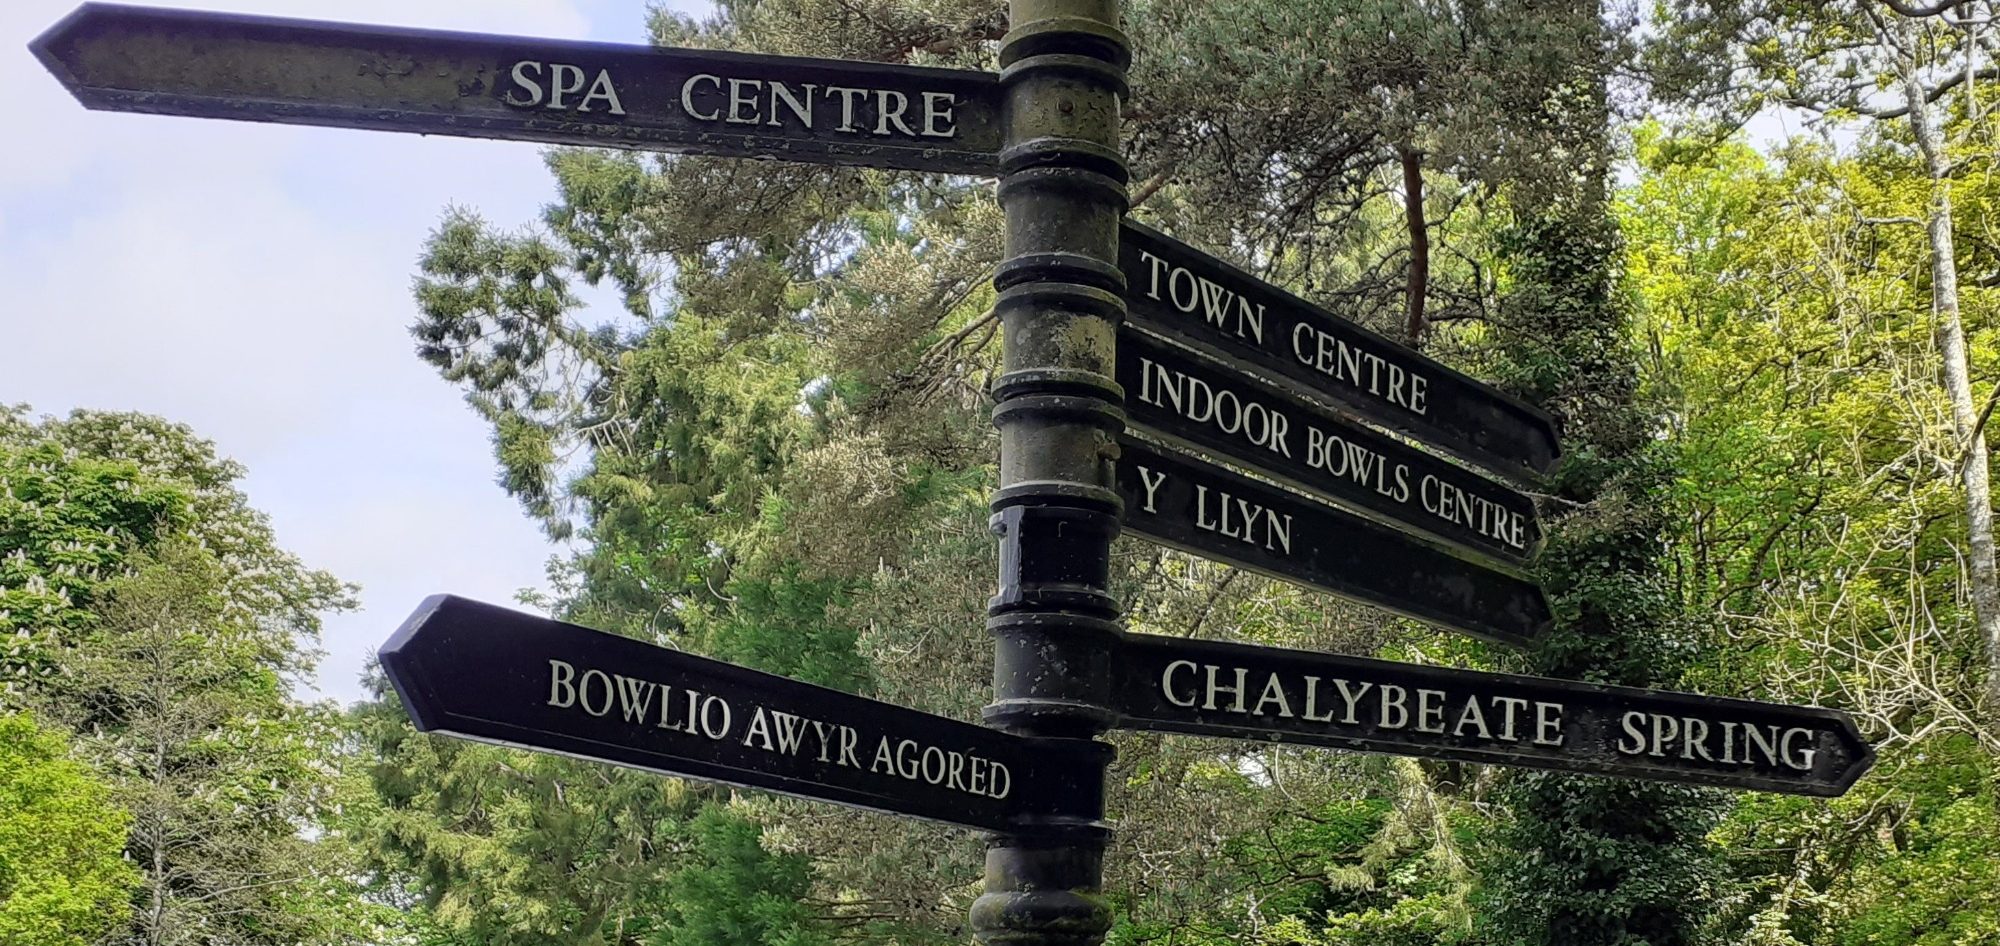 SPA CENTRE
TOWN CENTRE
INDOOR BOWLS CENTRE
Y LLYN
BOWLIO AWYR AGORED
CHALYBEATE SPRING